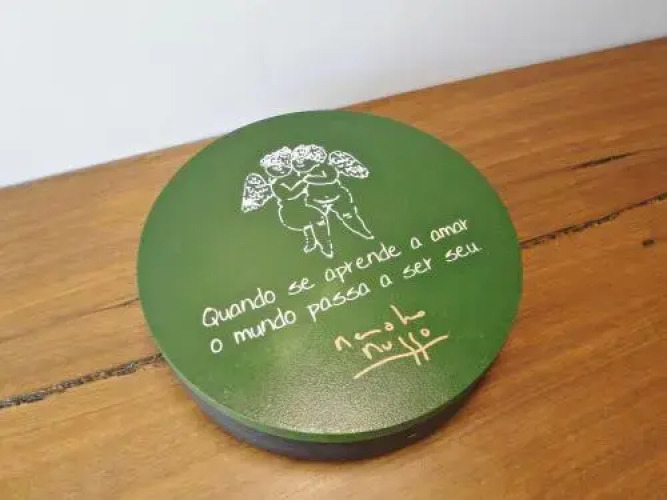 Quando se aprende a amar
o mundo passa a ser seu.